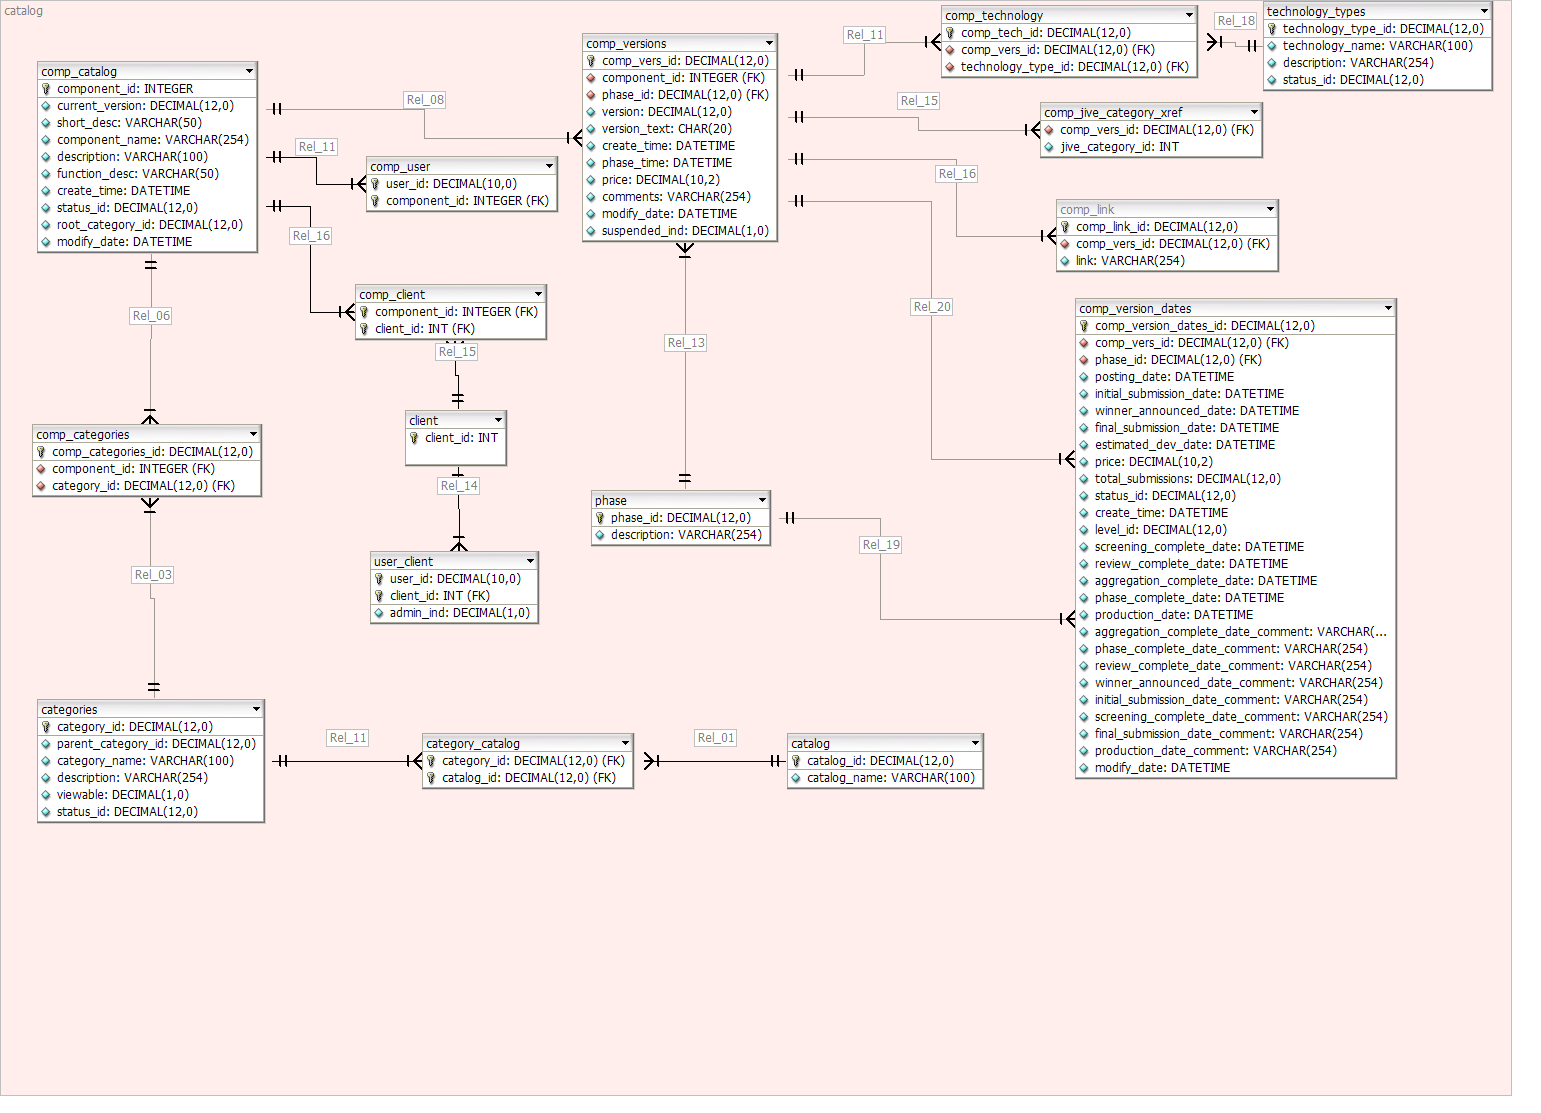 catalog
comp_catalog
component_id: INTEGER
current_version: DECIMAL(12,0)
short_desc: VARCHAR(50)
component_name: VARCHAR(254)
description: VARCHAR(100)
function_desc: VARCHAR(50)
create_time: DATETIME
status_id: DECIMAL(12,0)
root_category_id: DECIMAL(12,0)
modify_date: DATETIME
Rel_08
Rel_11
Rel_16
Rel_06
comp_user
user_id: DECIMAL(10,0)
component_id: INTEGER (FK)
comp_client
component_id: INTEGER (FK)
client_id: INT (FK)
Rel_15
client
client_id: INT
Rel_14
user_client
user_id: DECIMAL(10,0)
client_id: INT (FK)
admin_ind: DECIMAL(1,0)
comp_categories
comp_categories_id: DECIMAL(12,0)
component_id: INTEGER (FK)
category_id: DECIMAL(12,0) (FK)
Rel_03
categories
category_id: DECIMAL(12,0)
parent_category_id: DECIMAL(12,0)
category_name: VARCHAR(100)
description: VARCHAR(254)
viewable: DECIMAL(1,0)
status_id: DECIMAL(12,0)
Rel_11
category_catalog
category_id: DECIMAL(12,0) (FK)
catalog_id: DECIMAL(12,0) (FK)
Rel_01
catalog
catalog_id: DECIMAL(12,0)
catalog_name: VARCHAR(100)
comp_versions
comp_vers_id: DECIMAL(12,0)
component_id: INTEGER (FK)
phase_id: DECIMAL(12,0) (FK)
version: DECIMAL(12,0)
version_text: CHAR(20)
create_time: DATETIME
phase_time: DATETIME
price: DECIMAL(10,2)
comments: VARCHAR(254)
modify_date: DATETIME
suspended_ind: DECIMAL(1,0)
Rel_13
phase
phase_id: DECIMAL(12,0)
description: VARCHAR(254)
Rel_19
Rel_11
Rel_15
Rel_16
Rel_20
comp_technology
comp_tech_id: DECIMAL(12,0)
comp_vers_id: DECIMAL(12,0) (FK)
technology_type_id: DECIMAL(12,0) (FK)
Rel_18
technology_types
technology_type_id: DECIMAL(12,0)
technology_name: VARCHAR(100)
description: VARCHAR(254)
status_id: DECIMAL(12,0)
comp_jive_category_xref
comp_vers_id: DECIMAL(12,0) (FK)
jive_category_id: INT
comp_link
comp_link_id: DECIMAL(12,0)
comp_vers_id: DECIMAL(12,0) (FK)
link: VARCHAR(254)
comp_version_dates
comp_version_dates_id: DECIMAL(12,0)
comp_vers_id: DECIMAL(12,0) (FK)
phase_id: DECIMAL(12,0) (FK)
posting_date: DATETIME
initial_submission_date: DATETIME
winner_announced_date: DATETIME
final_submission_date: DATETIME
estimated_dev_date: DATETIME
price: DECIMAL(10,2)
total_submissions: DECIMAL(12,0)
status_id: DECIMAL(12,0)
create_time: DATETIME
level_id: DECIMAL(12,0)
screening_complete_date: DATETIME
review_complete_date: DATETIME
aggregation_complete_date: DATETIME
phase_complete_date: DATETIME
production_date: DATETIME
aggregation_complete_date_comment: VARCHAR(...
phase_complete_date_comment: VARCHAR(254)
review_complete_date_comment: VARCHAR(254)
winner_announced_date_comment: VARCHAR(254)
initial_submission_date_comment: VARCHAR(254)
screening_complete_date_comment: VARCHAR(254)
final_submission_date_comment: VARCHAR(254)
production_date_comment: VARCHAR(254)
modify_date: DATETIME